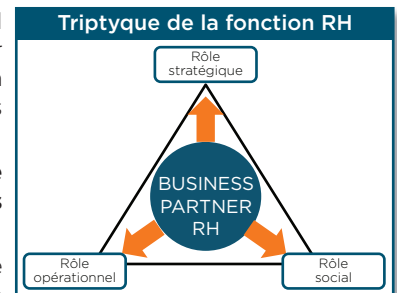 Triptyque de la fonction RH
Rôle
stratégique
BUSINESS
PARTNER
RH
Rôle
opérationnel
Rôle
social